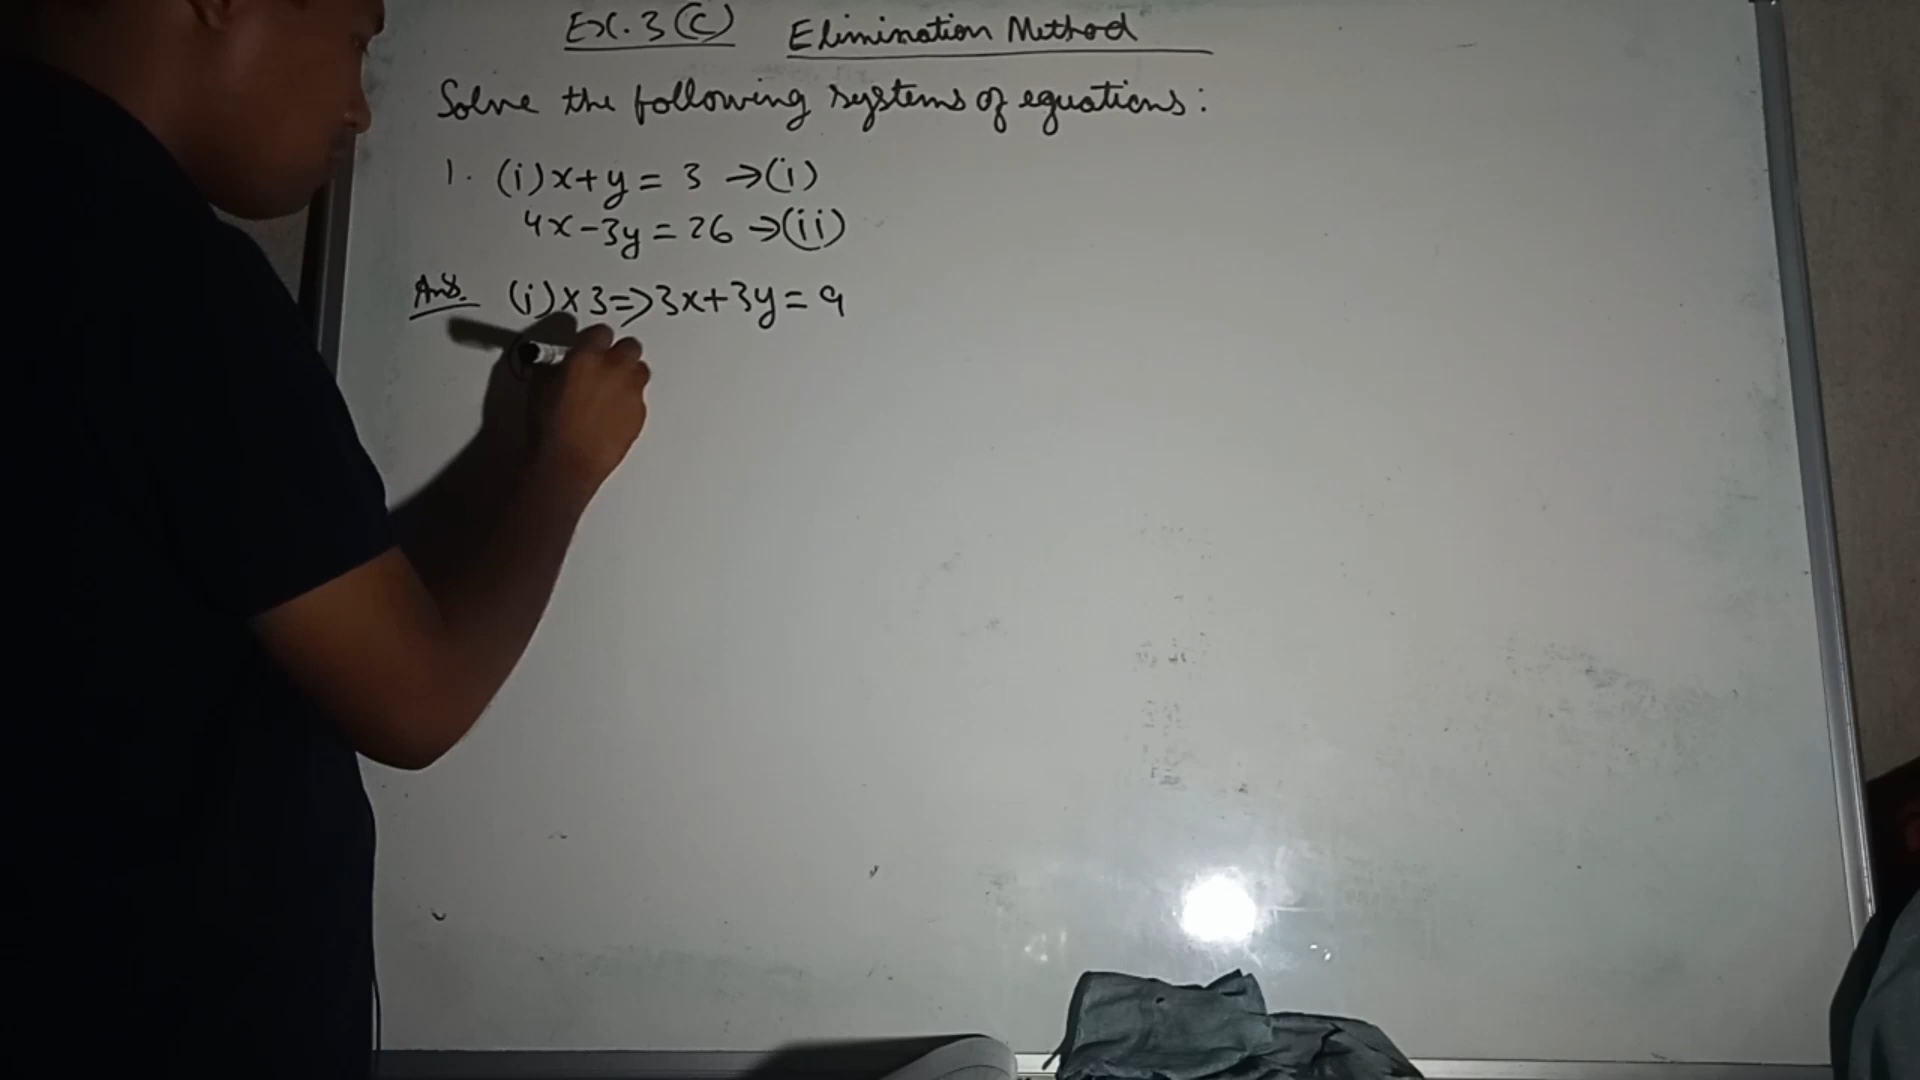 Ex. 3(C) Elimination Method
Solve the following systems of equations:
1. (i) x+y = 3 →(i)
4x-3y = 26 →(ii)
Ans. (i)×3=>3x+3y = 9
(